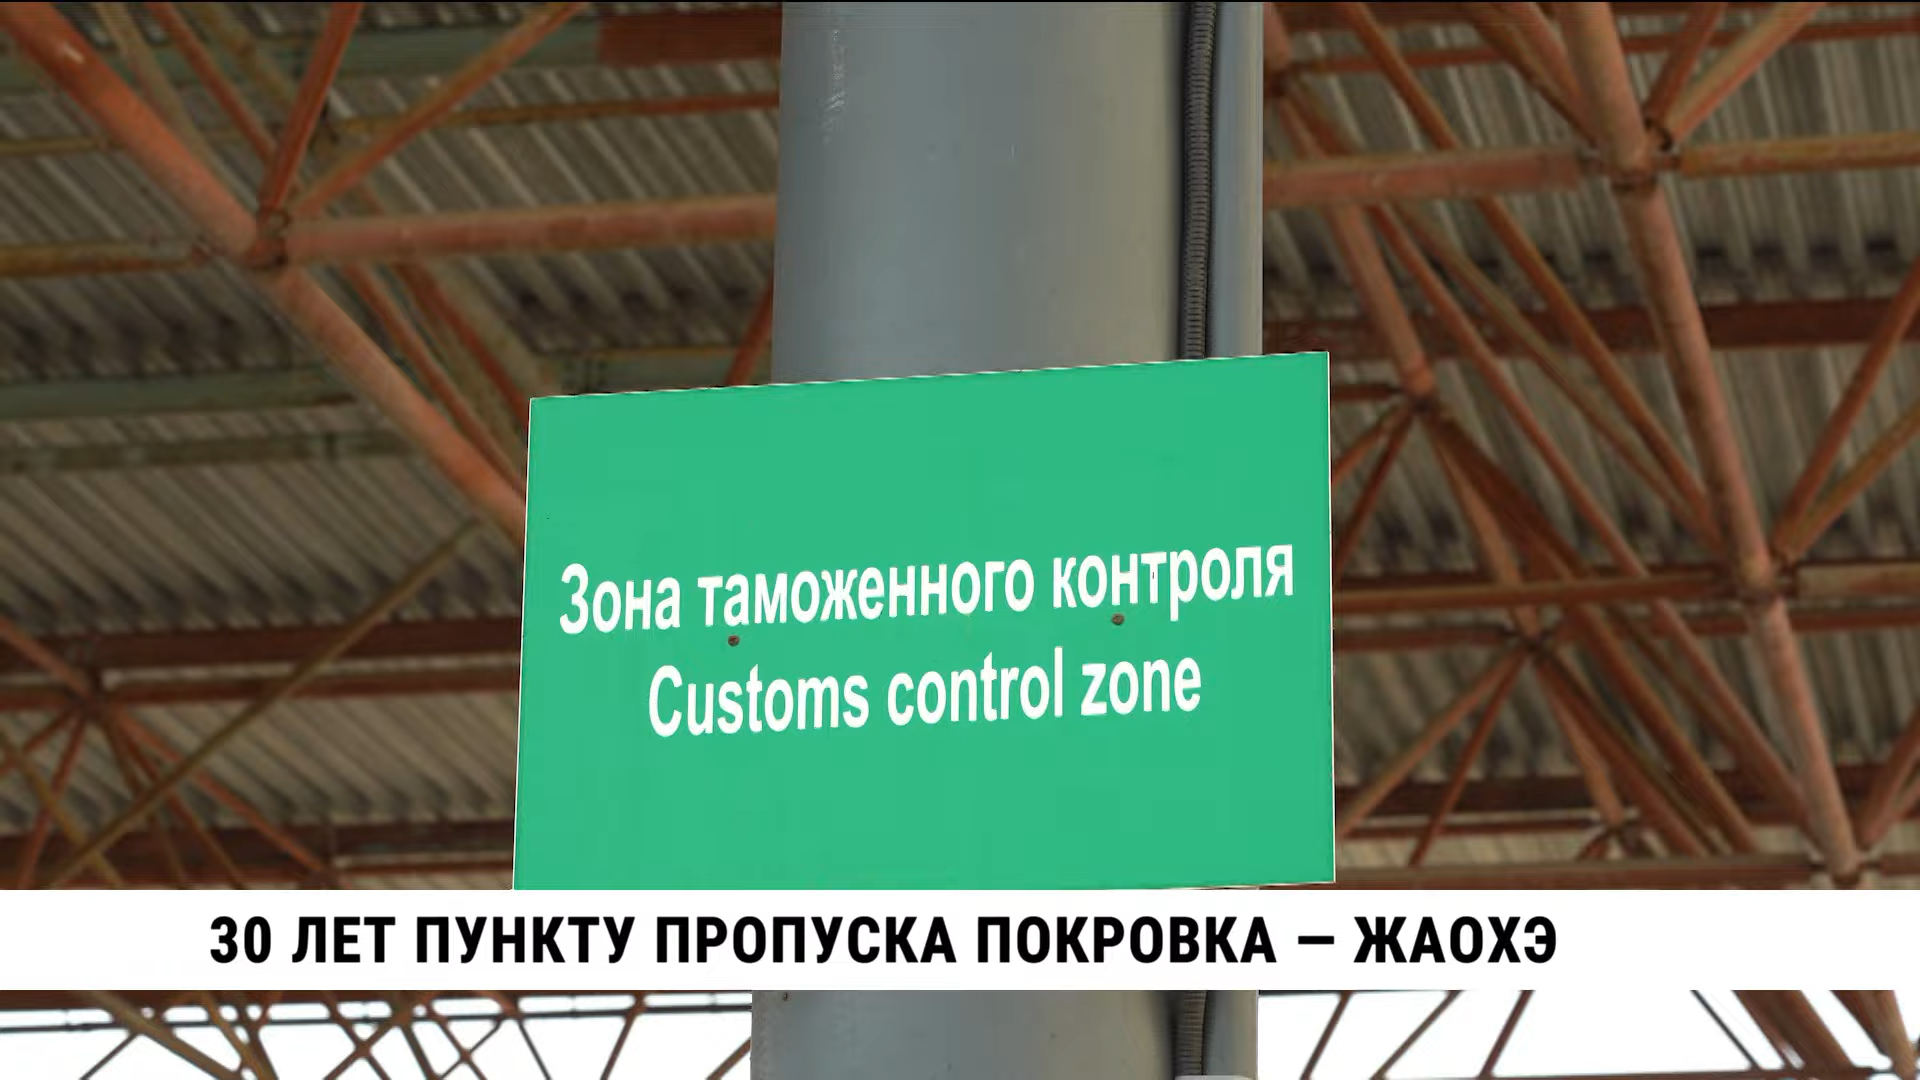 Зона таможенного контроля
Customs control zone
30 ЛЕТ ПУНКТУ ПРОПУСКА ПОКРОВКА — ЖАОХЭ